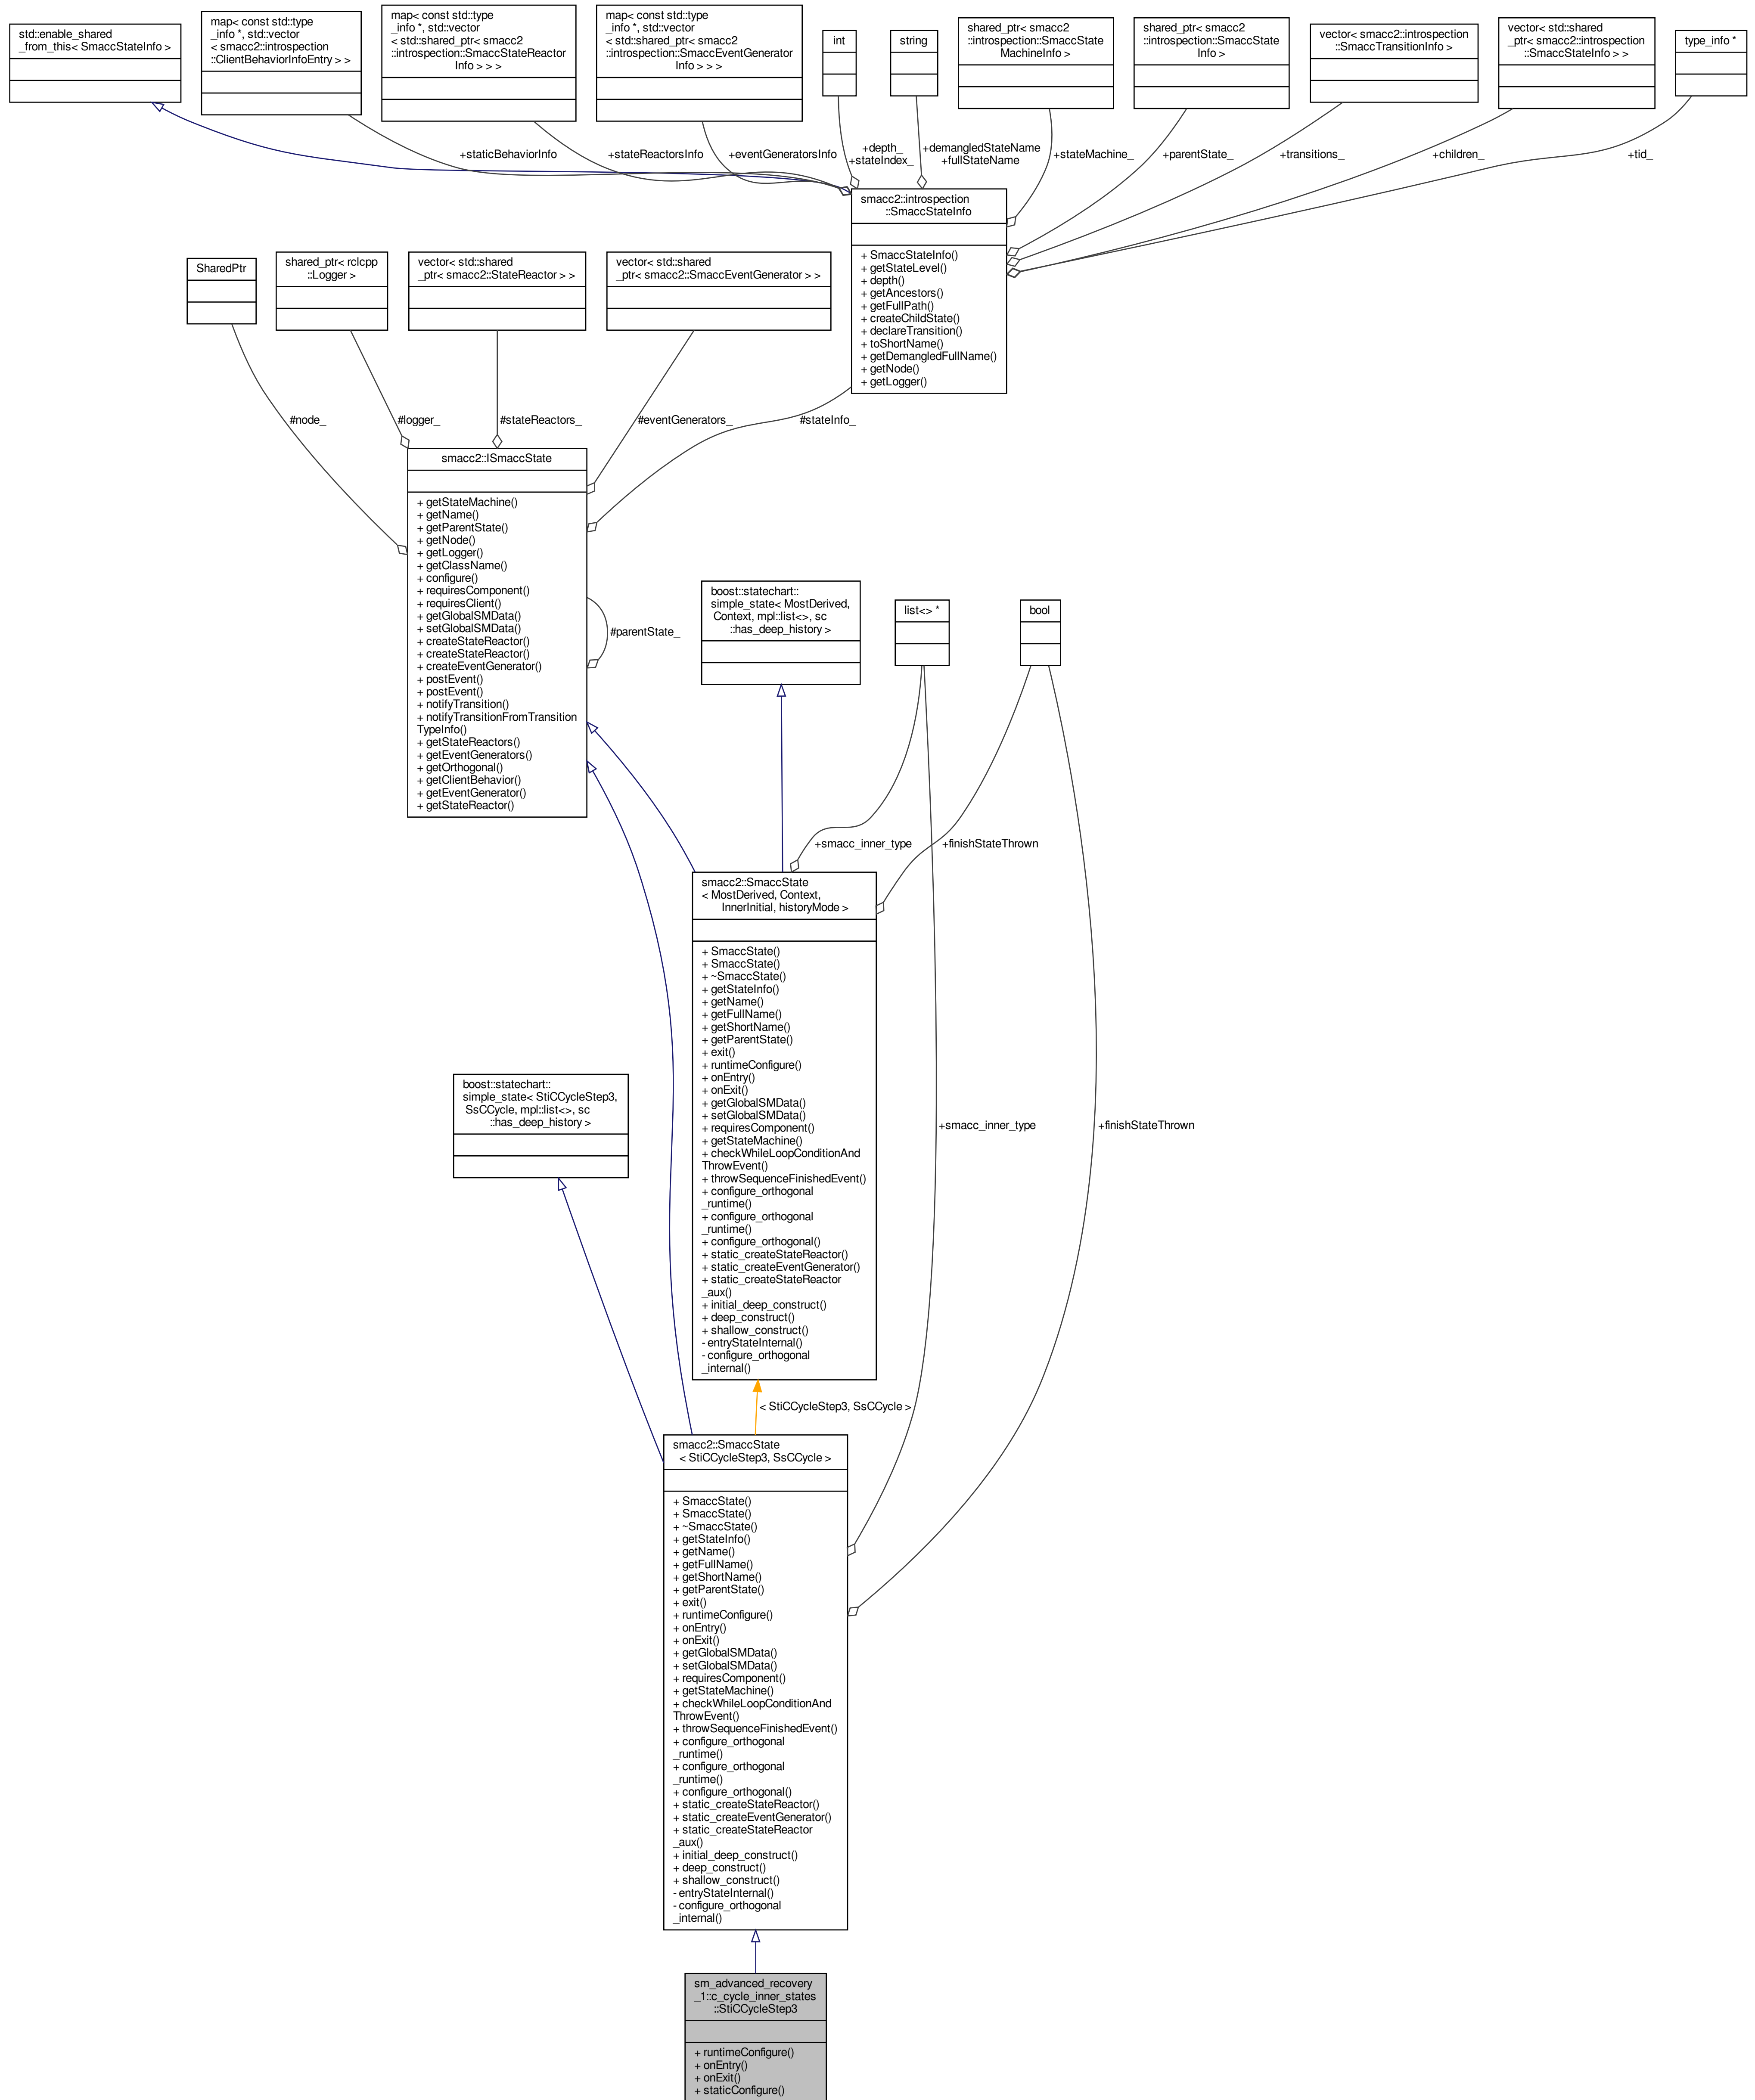 std::enable_shared
_from_this< SmaccStateInfo >
map< const std::type
_info *, std::vector
< smacc2::introspection
::ClientBehaviorInfoEntry > >
map< const std::type
_info *, std::vector
< std::shared_ptr< smacc2
::introspection::SmaccStateReactor
Info > > >
map< const std::type
_info *, std::vector
< std::shared_ptr< smacc2
::introspection::SmaccEventGenerator
Info > > >
int
string
shared_ptr< smacc2
::introspection::SmaccState
MachineInfo >
shared_ptr< smacc2
::introspection::SmaccState
Info >
vector< smacc2::introspection
::SmaccTransitionInfo >
vector< std::shared
_ptr< smacc2::introspection
::SmaccStateInfo > >
type_info *
+staticBehaviorInfo
+stateReactorsInfo
+eventGeneratorsInfo
+depth_
+stateIndex_
+demangledStateName
+fullStateName
+stateMachine_
+parentState_
+transitions_
+children_
+tid_
smacc2::introspection
::SmaccStateInfo
+ SmaccStateInfo()
+ getStateLevel()
+ depth()
+ getAncestors()
+ getFullPath()
+ createChildState()
+ declareTransition()
+ toShortName()
+ getDemangledFullName()
+ getNode()
+ getLogger()
SharedPtr
shared_ptr< rclcpp
::Logger >
vector< std::shared
_ptr< smacc2::StateReactor > >
vector< std::shared
_ptr< smacc2::SmaccEventGenerator > >
#node_
#logger_
#stateReactors_
#eventGenerators_
#stateInfo_
smacc2::ISmaccState
+ getStateMachine()
+ getName()
+ getParentState()
+ getNode()
+ getLogger()
+ getClassName()
+ configure()
+ requiresComponent()
+ requiresClient()
+ getGlobalSMData()
+ setGlobalSMData()
+ createStateReactor()
+ createStateReactor()
+ createEventGenerator()
+ postEvent()
+ postEvent()
+ notifyTransition()
+ notifyTransitionFromTransition
TypeInfo()
+ getStateReactors()
+ getEventGenerators()
+ getOrthogonal()
+ getClientBehavior()
+ getEventGenerator()
+ getStateReactor()
#parentState_
boost::statechart::
simple_state< MostDerived,
Context, mpl::list<>, sc
::has_deep_history >
list<> *
bool
+smacc_inner_type
+finishStateThrown
smacc2::SmaccState
< MostDerived, Context,
InnerInitial, historyMode >
+ SmaccState()
+ SmaccState()
+ ~SmaccState()
+ getStateInfo()
+ getName()
+ getFullName()
+ getShortName()
+ getParentState()
+ exit()
+ runtimeConfigure()
+ onEntry()
+ onExit()
+ getGlobalSMData()
+ setGlobalSMData()
+ requiresComponent()
+ getStateMachine()
+ checkWhileLoopConditionAnd
ThrowEvent()
+ throwSequenceFinishedEvent()
+ configure_orthogonal
_runtime()
+ configure_orthogonal
_runtime()
+ configure_orthogonal()
+ static_createStateReactor()
+ static_createEventGenerator()
+ static_createStateReactor
_aux()
+ initial_deep_construct()
+ deep_construct()
+ shallow_construct()
- entryStateInternal()
- configure_orthogonal
_internal()
boost::statechart::
simple_state< StiCCycleStep3,
SsCCycle, mpl::list<>, sc
::has_deep_history >
+smacc_inner_type
+finishStateThrown
< StiCCycleStep3, SsCCycle >
smacc2::SmaccState
< StiCCycleStep3, SsCCycle >
+ SmaccState()
+ SmaccState()
+ ~SmaccState()
+ getStateInfo()
+ getName()
+ getFullName()
+ getShortName()
+ getParentState()
+ exit()
+ runtimeConfigure()
+ onEntry()
+ onExit()
+ getGlobalSMData()
+ setGlobalSMData()
+ requiresComponent()
+ getStateMachine()
+ checkWhileLoopConditionAnd
ThrowEvent()
+ throwSequenceFinishedEvent()
+ configure_orthogonal
_runtime()
+ configure_orthogonal
_runtime()
+ configure_orthogonal()
+ static_createStateReactor()
+ static_createEventGenerator()
+ static_createStateReactor
_aux()
+ initial_deep_construct()
+ deep_construct()
+ shallow_construct()
- entryStateInternal()
- configure_orthogonal
_internal()
sm_advanced_recovery
_1::c_cycle_inner_states
::StiCCycleStep3
+ runtimeConfigure()
+ onEntry()
+ onExit()
+ staticConfigure()